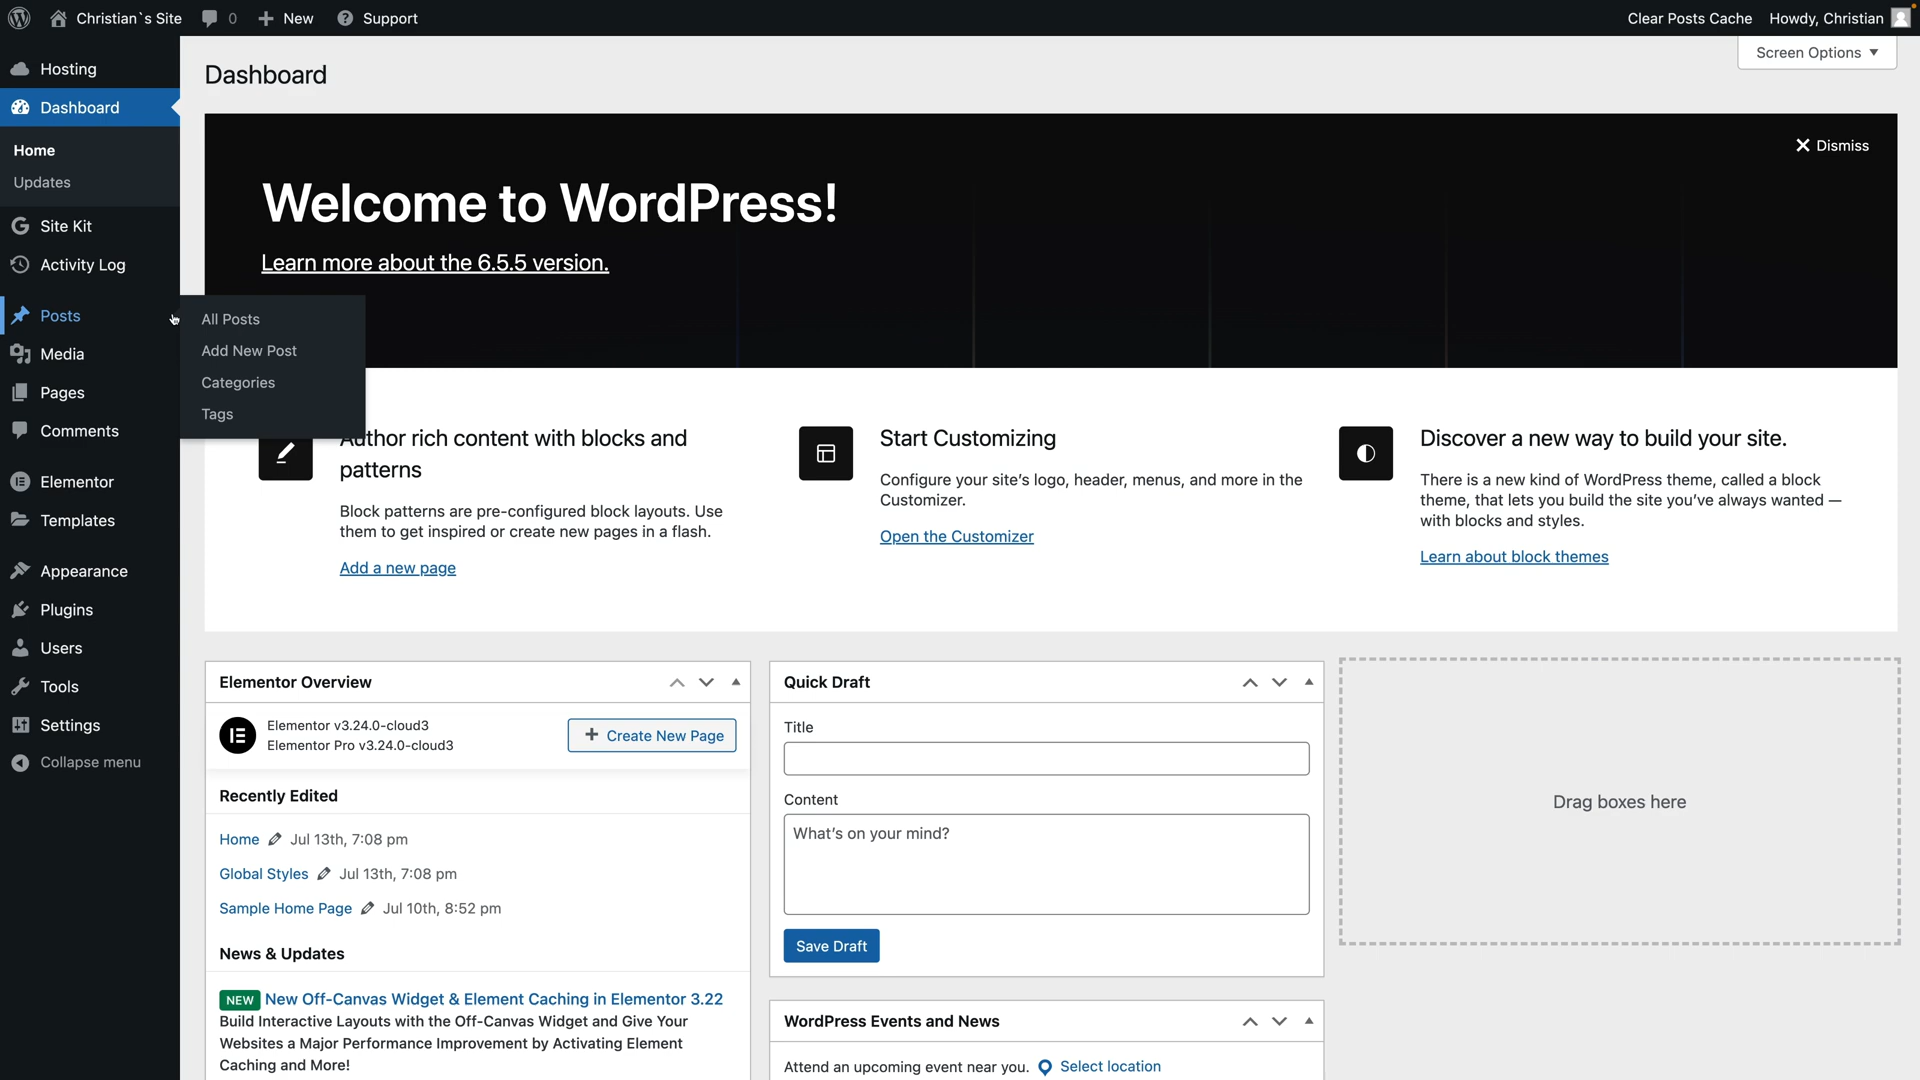 Christian`s Site
0
New
Support
Clear Posts Cache
Howdy, Christian
Screen Options
Hosting
Dashboard
Home
Updates
Site Kit
Activity Log
Posts
Media
Pages
Comments
Elementor
Templates
Appearance
Plugins
Users
Tools
Settings
Collapse menu
All Posts
Add New Post
Categories
Tags
Dashboard
Dismiss
Welcome to WordPress!
Learn more about the 6.5.5 version.
Author rich content with blocks and
patterns
Block patterns are pre-configured block layouts. Use
them to get inspired or create new pages in a flash.
Add a new page
Start Customizing
Configure your site's logo, header, menus, and more in the
Customizer.
Open the Customizer
Discover a new way to build your site.
There is a new kind of WordPress theme, called a block
theme, that lets you build the site you've always wanted —
with blocks and styles.
Learn about block themes
Elementor Overview
Elementor v3.24.0-cloud3
Elementor Pro v3.24.0-cloud3
Create New Page
Recently Edited
Home Jul 13th, 7:08 pm
Global Styles Jul 13th, 7:08 pm
Sample Home Page Jul 10th, 8:52 pm
News & Updates
NEW New Off-Canvas Widget & Element Caching in Elementor 3.22
Build Interactive Layouts with the Off-Canvas Widget and Give Your
Websites a Major Performance Improvement by Activating Element
Caching and More!
Quick Draft
Title
Content
What's on your mind?
Save Draft
WordPress Events and News
Attend an upcoming event near you. Select location
Drag boxes here